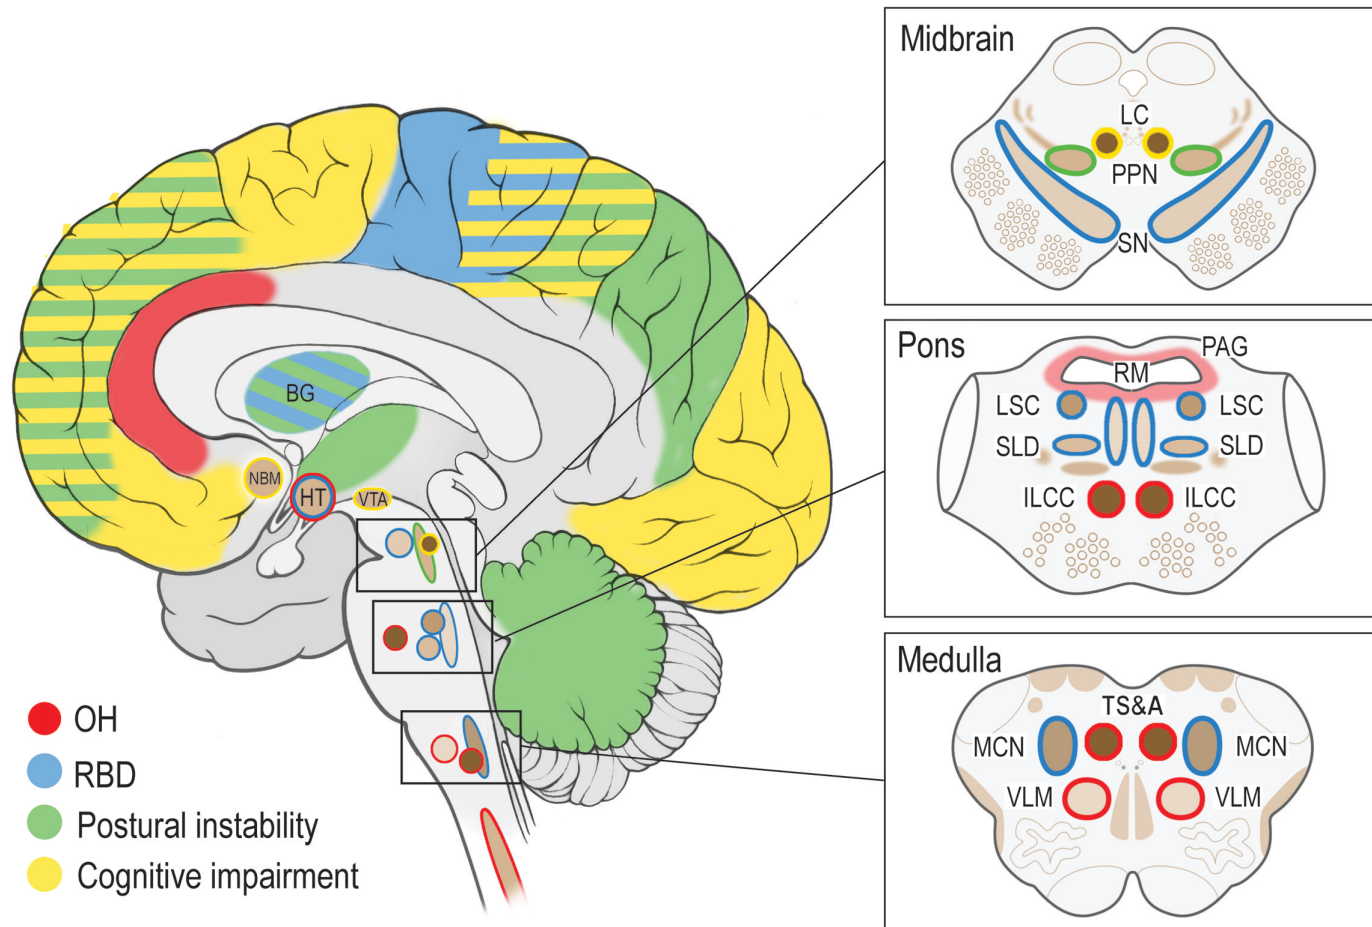 BG
NBM
HT
VTA
OH
RBD
Postural instability
Cognitive impairment
Midbrain
LC
PPN
SN
Pons
PAG
RM
LSC LSC
SLD SLD
ILCC ILCC
Medulla
TS&A
MCN MCN
VLM VLM